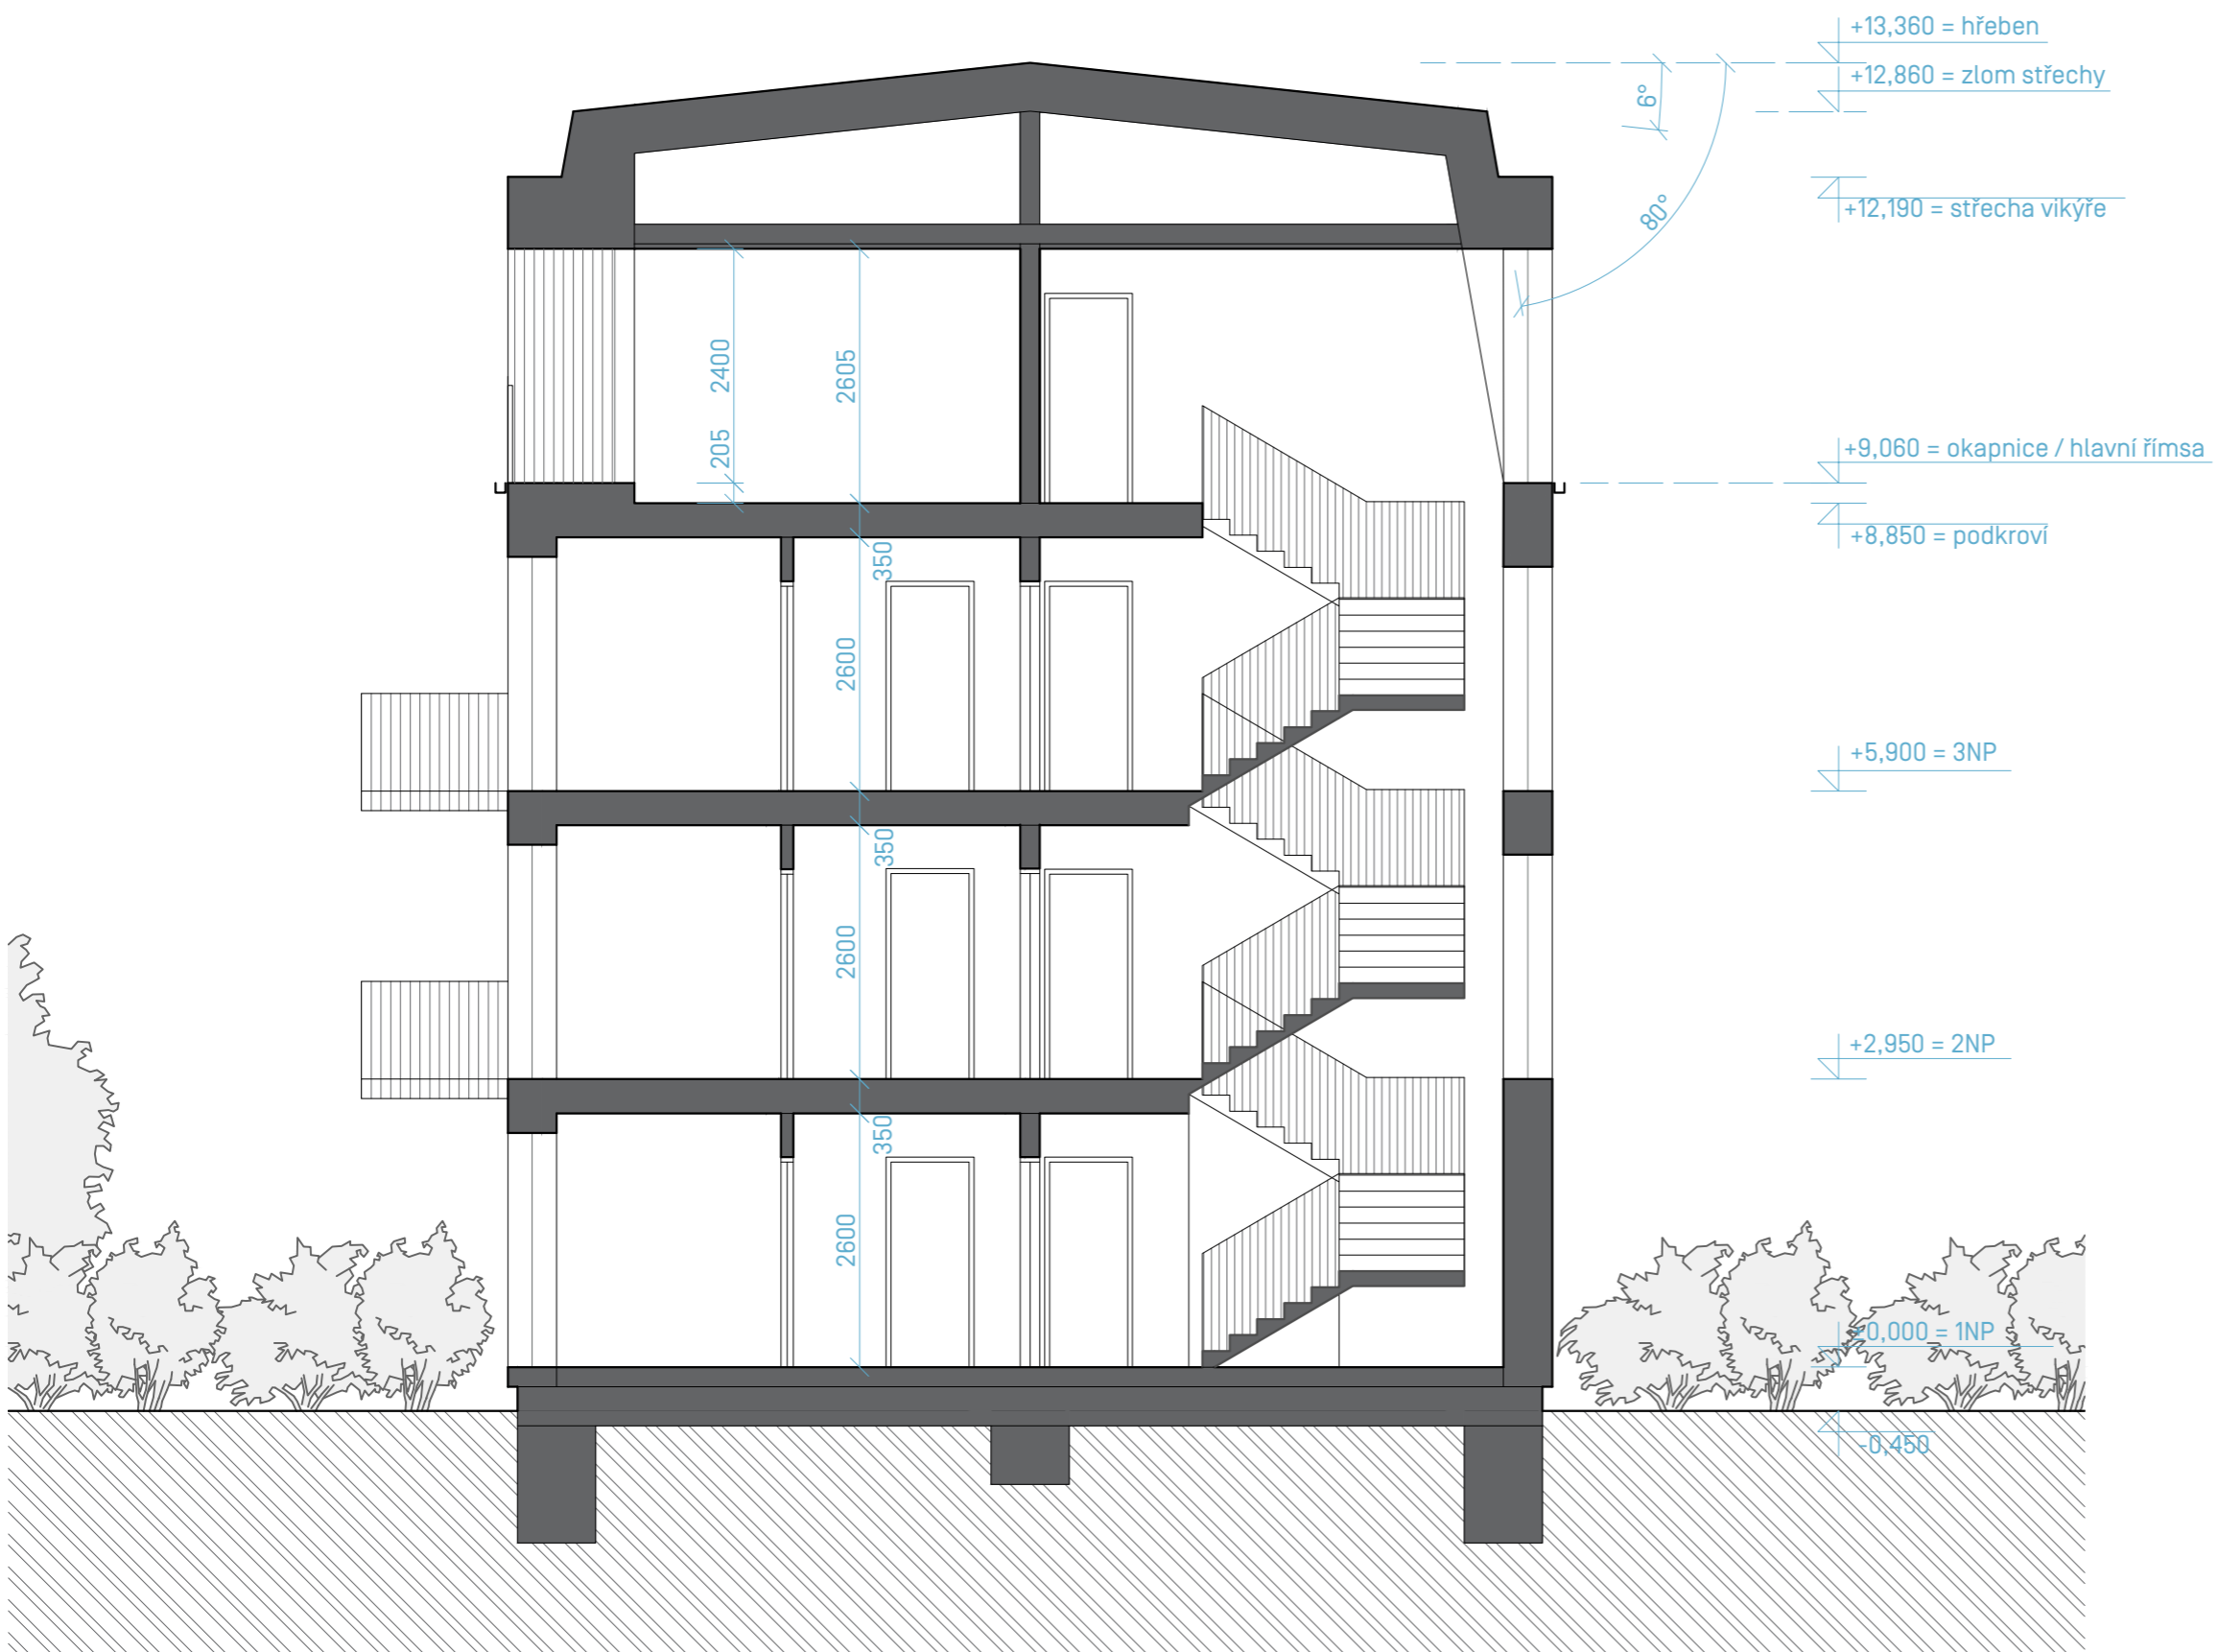 +13,360 = hřeben
+12,860 = zlom střechy
6°
80°
+12,190 = střecha vikýře
2400
2605
205
+9,060 = okapnice / hlavní římsa
+8,850 = podkroví
350
2600
+5,900 = 3NP
350
2600
+2,950 = 2NP
350
2600
±0,000 = 1NP
-0,450